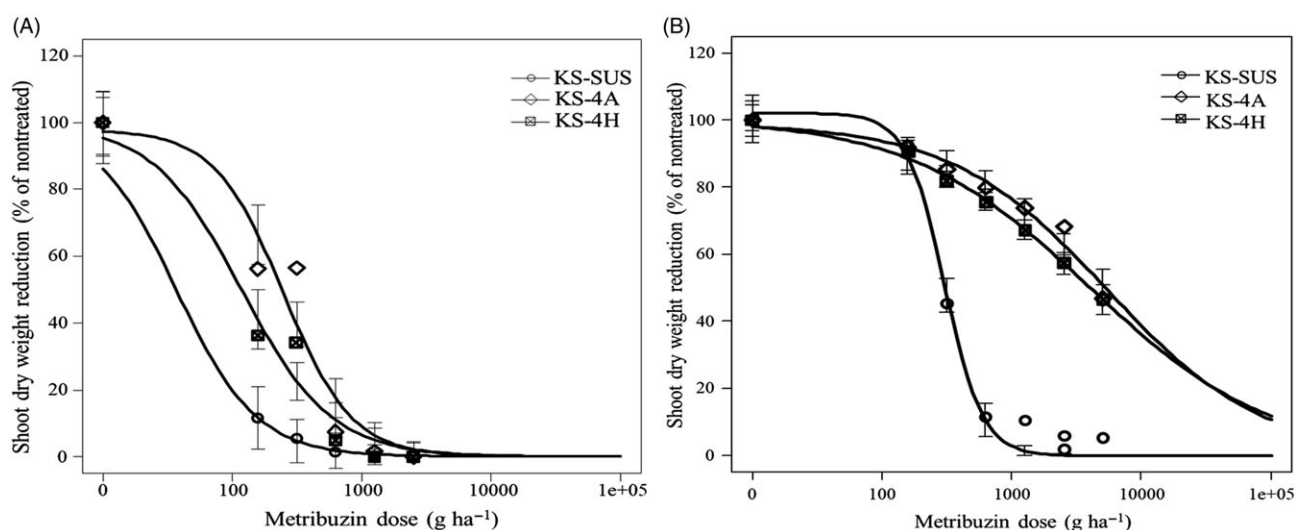 (A)
Shoot dry weight reduction (% of nontreated)
120
100
80
60
40
20
0
KS-SUS
KS-4A
KS-4H
0 100 1000 10000 1e+05
Metribuzin dose (g ha⁻¹)
(B)
Shoot dry weight reduction (% of nontreated)
120
100
80
60
40
20
0
KS-SUS
KS-4A
KS-4H
0 100 1000 10000 1e+05
Metribuzin dose (g ha⁻¹)